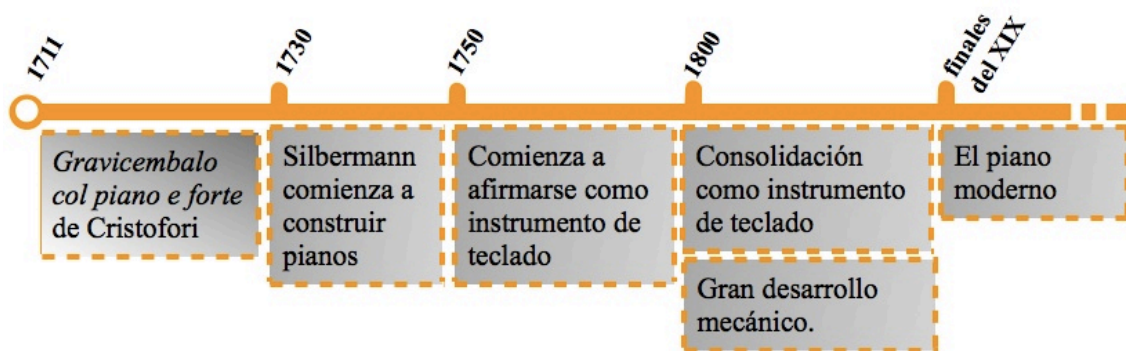 1711
1730
1750
1800
finales
del XIX
Gravicembalo
col piano e forte
de Cristofori
Silbermann
comienza a
construir
pianos
Comienza a
afirmarse como
instrumento de
teclado
Consolidación
como instrumento
de teclado
Gran desarrollo
mecánico.
El piano
moderno